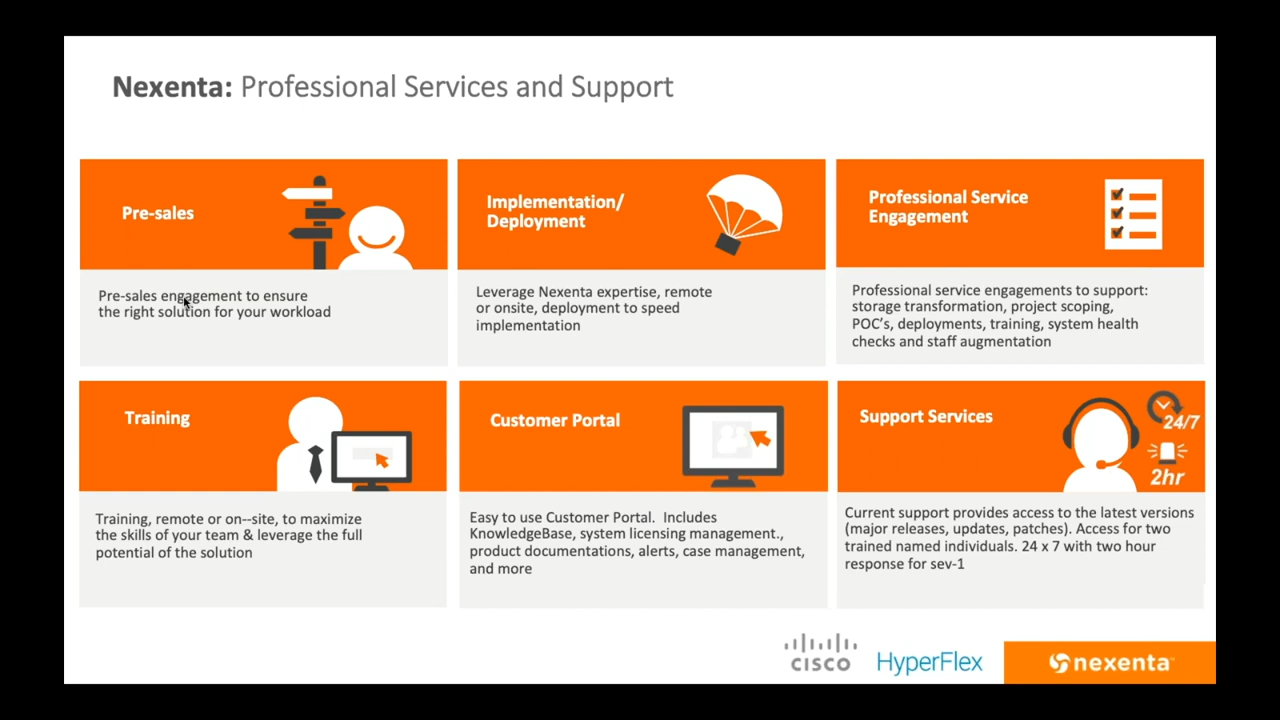 Nexenta: Professional Services and Support
Pre-sales
Pre-sales engagement to ensure
the right solution for your workload
Implementation/
Deployment
Leverage Nexenta expertise, remote
or onsite, deployment to speed
implementation
Professional Service
Engagement
Professional service engagements to support:
storage transformation, project scoping,
POC’s, deployments, training, system health
checks and staff augmentation
Training
Training, remote or on--site, to maximize
the skills of your team & leverage the full
potential of the solution
Customer Portal
Easy to use Customer Portal.  Includes
KnowledgeBase, system licensing management.,
product documentations, alerts, case management,
and more
Support Services
24/7
2hr
Current support provides access to the latest versions
(major releases, updates, patches). Access for two
trained named individuals. 24 x 7 with two hour
response for sev-1
CISCO
HyperFlex
nexenta